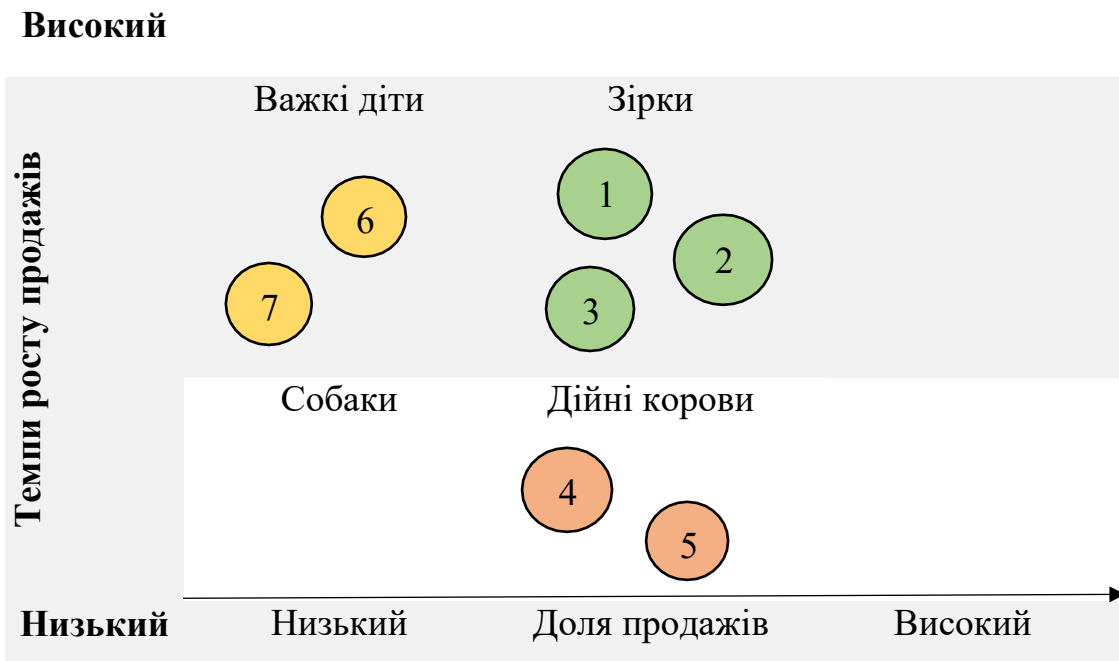 Високий
Важкі діти Зірки
Темпи росту продажів
1
6
2
7
3
Собаки Дійні корови
4
5
Низький Низький Доля продажів Високий